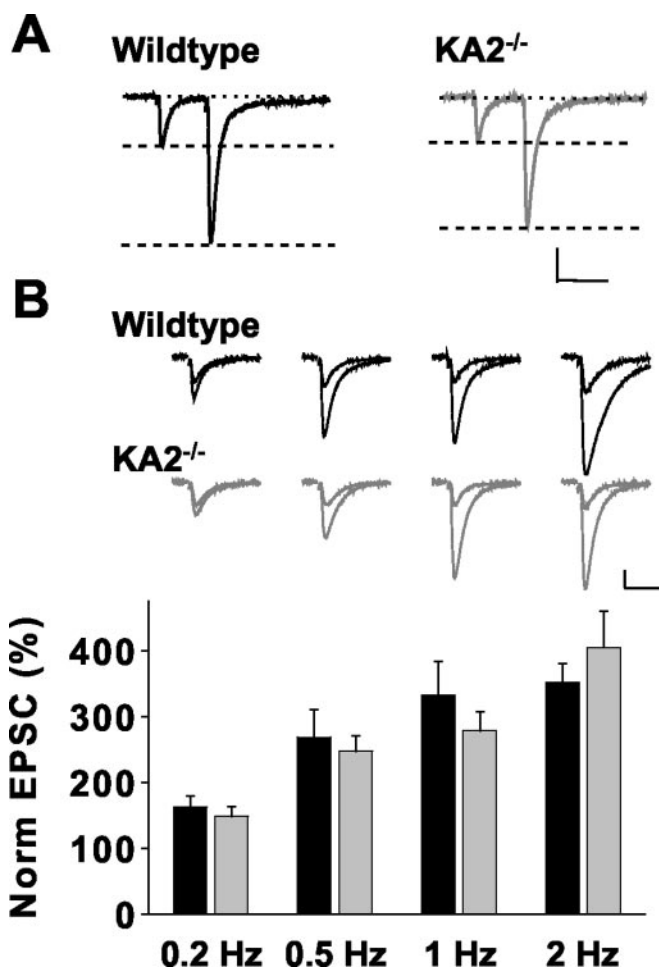 A
Wildtype
KA2-/-
B
Wildtype
KA2-/-
Norm EPSC (%)
400
300
200
100
0
0.2 Hz 0.5 Hz 1 Hz 2 Hz